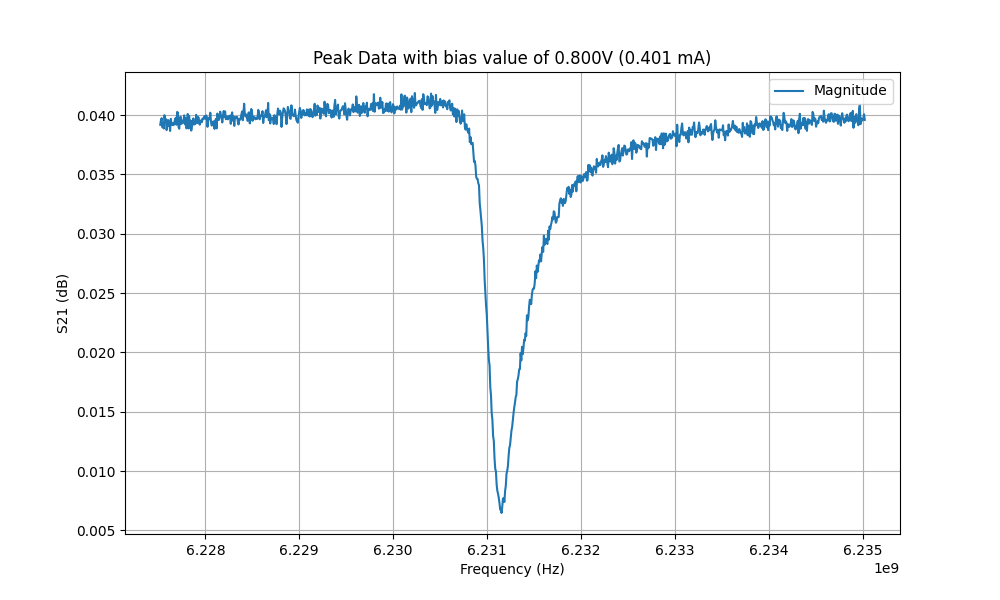 Peak Data with bias value of 0.800V (0.401 mA)
Magnitude
S21 (dB)
0.040
0.035
0.030
0.025
0.020
0.015
0.010
0.005
6.228 6.229 6.230 6.231 6.232 6.233 6.234 6.235
Frequency (Hz)
1e9